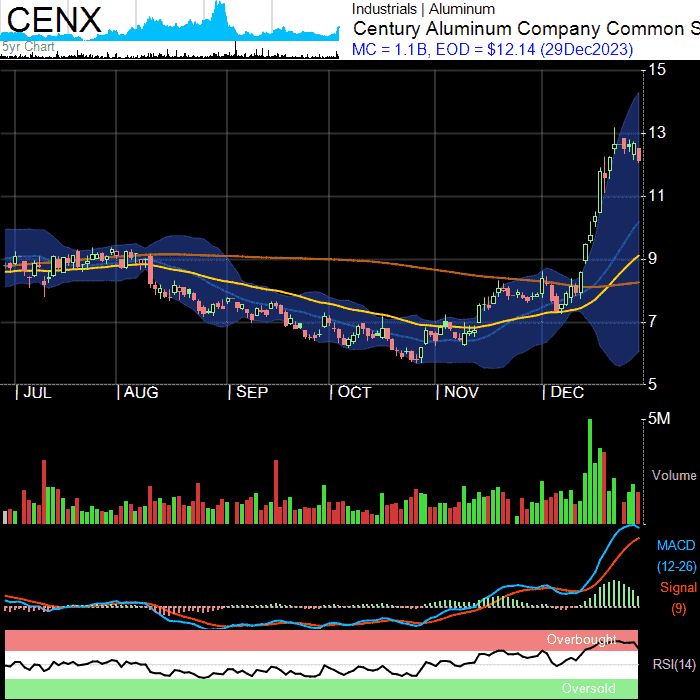 CENX
5yr Chart
Industrials | Aluminum
Century Aluminum Company Common S
MC = 1.1B, EOD = $12.14 (29Dec2023)
15
13
11
9
7
5
JUL AUG SEP OCT NOV DEC
5M
Volume
MACD
(12-26)
Signal
(9)
Overbought
RSI(14)
Oversold